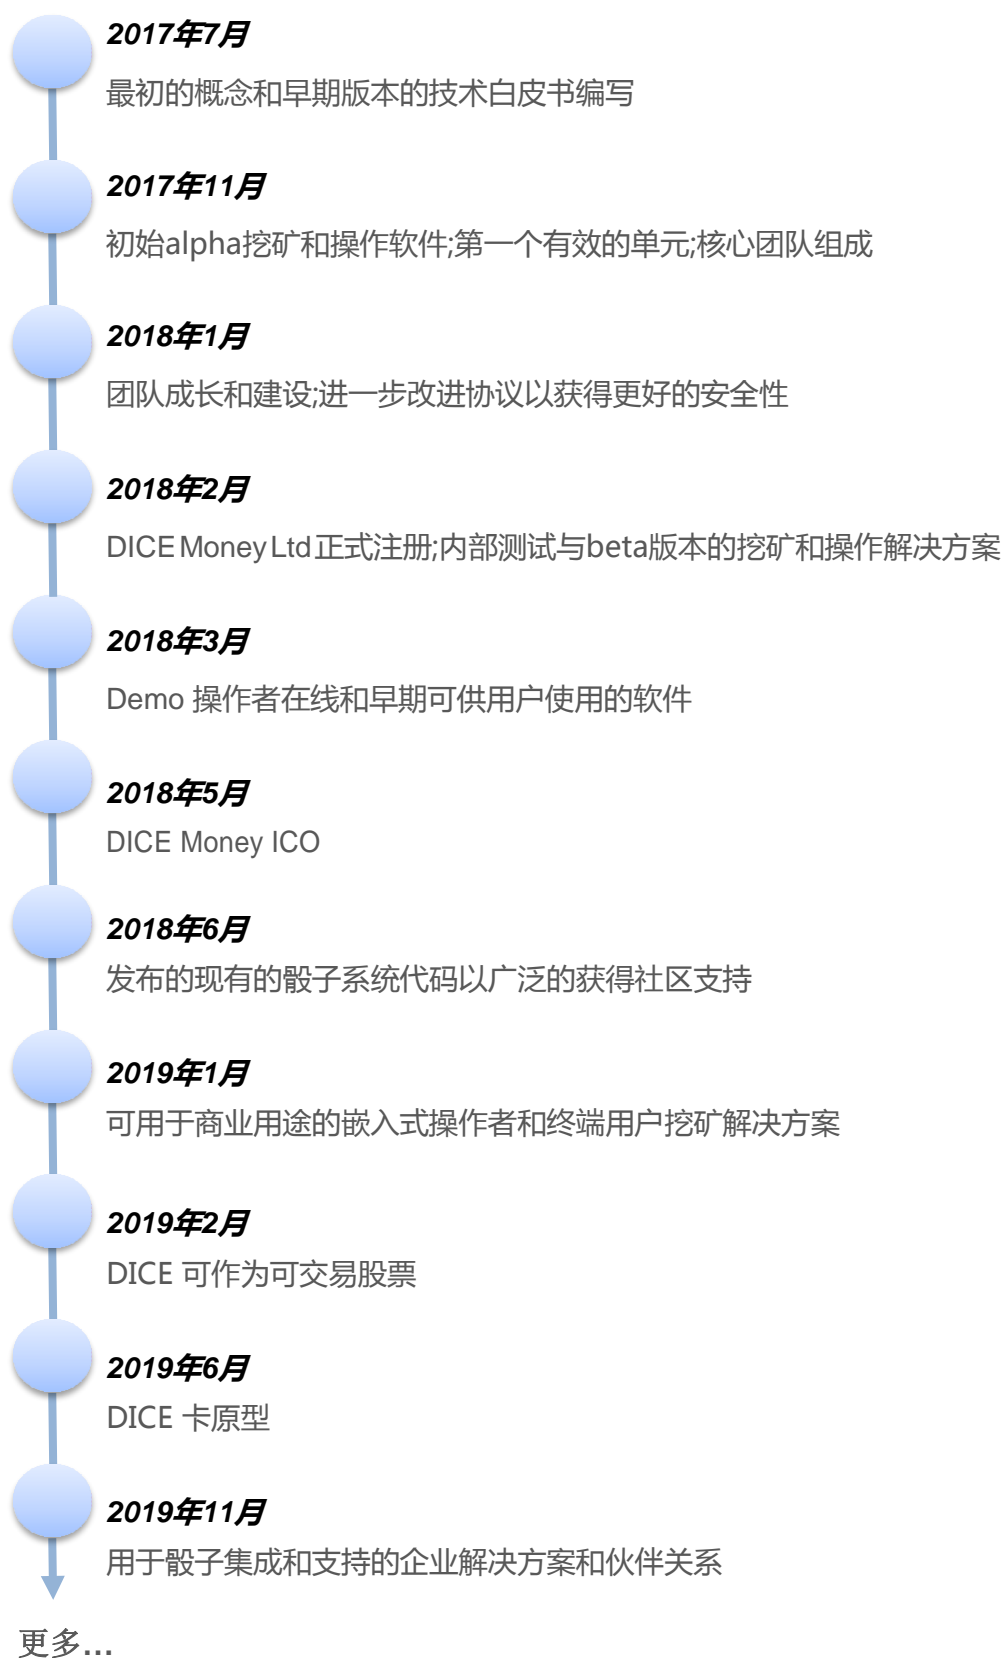 2017年7月
最初的概念和早期版本的技术白皮书编写
2017年11月
初始alpha挖矿和操作软件;第一个有效的单元;核心团队组成
2018年1月
团队成长和建设;进一步改进协议以获得更好的安全性
2018年2月
DICE Money Ltd正式注册;内部测试与beta版本的挖矿和操作解决方案
2018年3月
Demo 操作者在线和早期可供用户使用的软件
2018年5月
DICE Money ICO
2018年6月
发布的现有的骰子系统代码以广泛的获得社区支持
2019年1月
可用于商业用途的嵌入式操作者和终端用户挖矿解决方案
2019年2月
DICE 可作为可交易股票
2019年6月
DICE 卡原型
2019年11月
用于骰子集成和支持的企业解决方案和伙伴关系
更多...